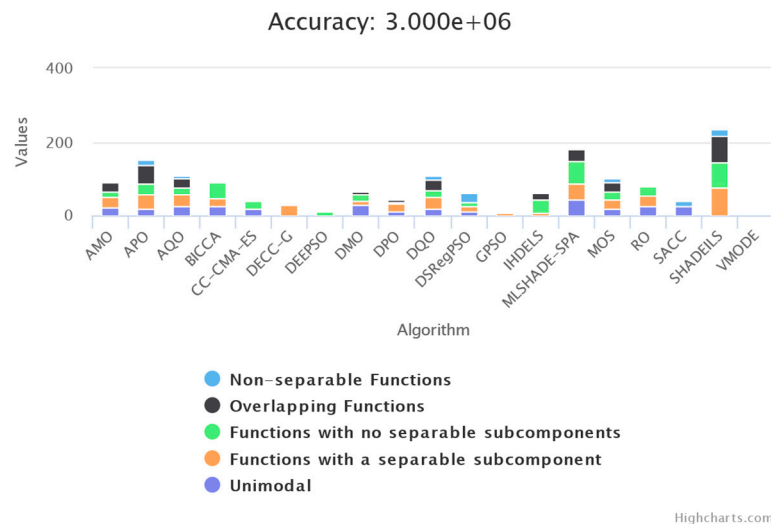 Accuracy: 3.000e+06
400
200
0
Values
AMO
APO
AQO
BICCA
CC-CMA-ES
DECC-G
DEEPSO
DMO
DPO
DQO
DSRegPSO
GPSO
IHDELS
MLSHADE-SPA
MOS
RO
SACC
SHADEILS
VMODE
Algorithm
Non-separable Functions
Overlapping Functions
Functions with no separable subcomponents
Functions with a separable subcomponent
Unimodal
Highcharts.com